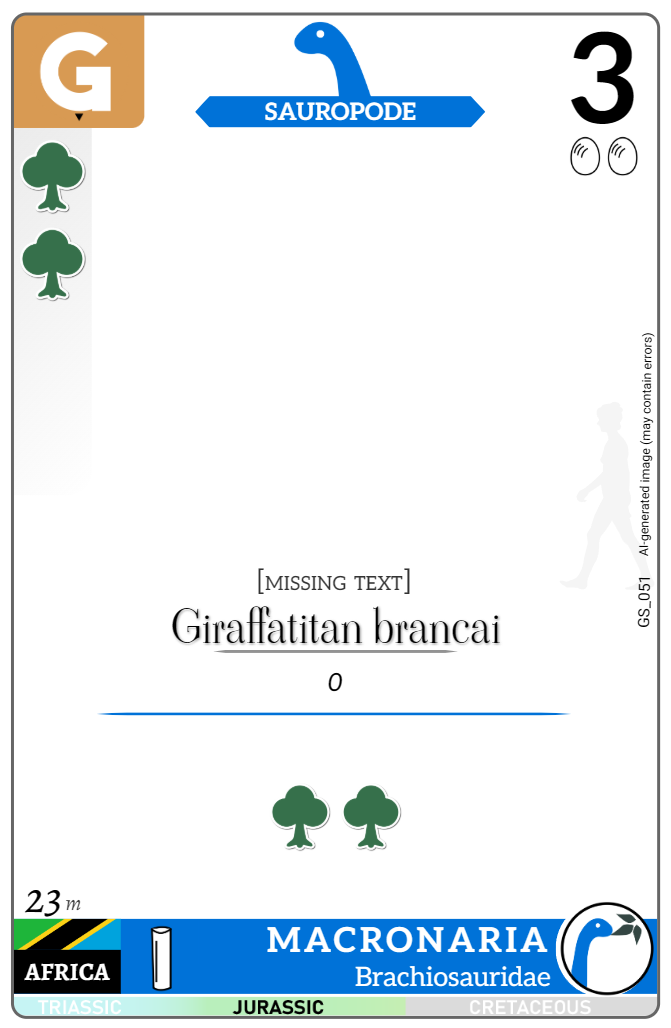 G
SAUROPODE
3
AI-generated image (may contain errors)
GS_051
[MISSING TEXT]
Giraffatitan brancai
0
23 m
AFRICA
MACRONARIA
Brachiosauridae
TRIASSIC
JURASSIC
CRETACEOUS